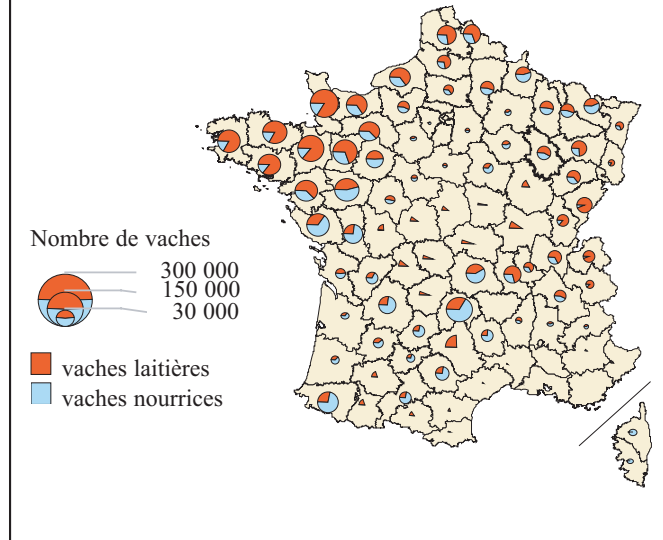 Nombre de vaches
300 000
150 000
30 000
vaches laitières
vaches nourrices